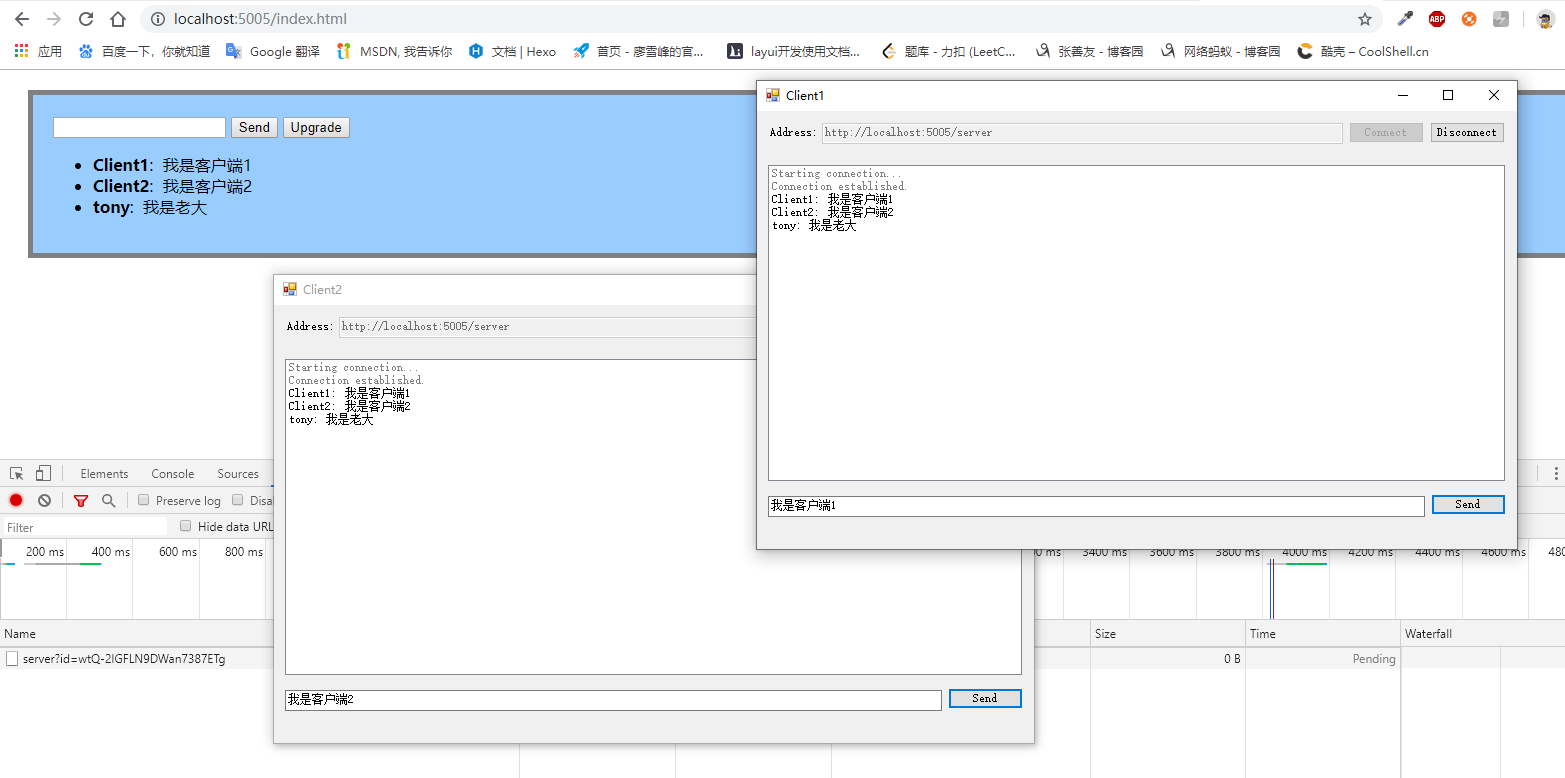 localhost:5005/index.html
应用 百度一下，你就知道 Google 翻译 MSDN, 我告诉你 文档 | Hexo 首页 - 廖雪峰的官... layui开发使用文档... 题库 - 力扣 (LeetC... 张善友 - 博客园 网络蚂蚁 - 博客园 酷壳 – CoolShell.cn
ABP
Send Upgrade
Client1: 我是客户端1
Client2: 我是客户端2
tony: 我是老大
Client1
Address: http://localhost:5005/server Connect Disconnect
Starting connection...
Connection established.
Client1: 我是客户端1
Client2: 我是客户端2
tony: 我是老大
我是客户端1 Send
Client2
Address: http://localhost:5005/server
Starting connection...
Connection established.
Client1: 我是客户端1
Client2: 我是客户端2
tony: 我是老大
我是客户端2 Send
Elements Console Sources
Preserve log Disa
Filter Hide data URL
200 ms 400 ms 600 ms 800 ms 3400 ms 3600 ms 3800 ms 4000 ms 4200 ms 4400 ms 4600 ms
Name Size Time Waterfall
server?id=wtQ-2IGFLN9DWan7387ETg 0 B Pending